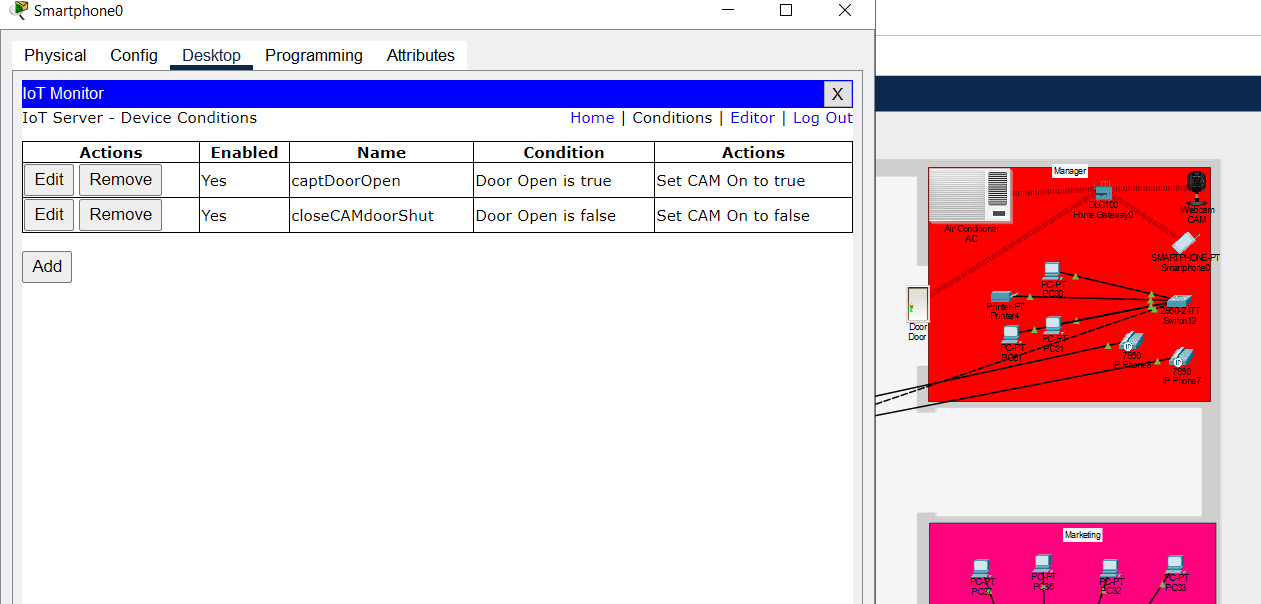 Smartphone0
Physical Config Desktop Programming Attributes
IoT Monitor X
IoT Server - Device Conditions Home | Conditions | Editor | Log Out
Actions Enabled Name Condition Actions
Edit Remove Yes captDoorOpen Door Open is true Set CAM On to true
Edit Remove Yes closeCAMdoorShut Door Open is false Set CAM On to false
Add
Manager
Air Conditioner
AC
DLC100
Home Gateway0
Webcam
CAM
SMARTPHONE-PT
Smartphone0
PC-PT
PC30
Printer-PT
Printer4
2960-24TT
Switch12
Door
Door
PC-PT
PC-PT
PC31
7960
IP Phone8
7960
IP Phone7
Marketing
PC-PT
PC-PT
PC36
PC-PT
PC32
PC-PT
PC33